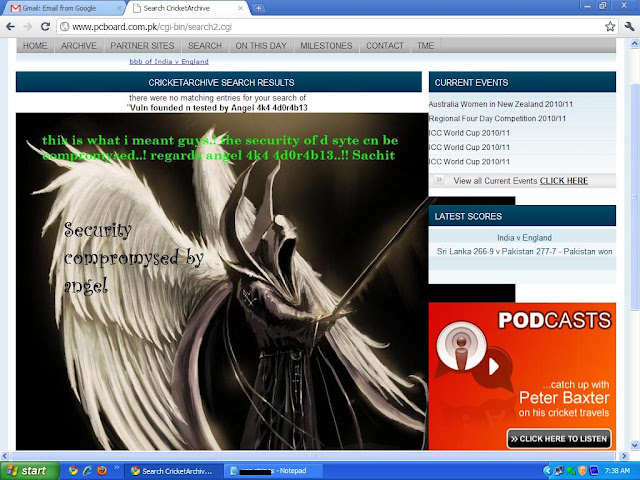 Gmail: Email from Google
Search CricketArchive
www.pcboard.com.pk/cgi-bin/search2.cgi
HOME ARCHIVE PARTNER SITES SEARCH ON THIS DAY MILESTONES CONTACT TME
bbb of India v England
CRICKETARCHIVE SEARCH RESULTS
there were no matching entries for your search of
"Vuln founded n tested by Angel 4k4 4d0r4b13
this is what i meant guys.! the security of d syte cn be
compromysed..! regards angel 4k4 4d0r4b13..!! Sachit
Security
compromysed by
angel
CURRENT EVENTS
Australia Women in New Zealand 2010/11
Regional Four Day Competition 2010/11
ICC World Cup 2010/11
ICC World Cup 2010/11
View all Current Events CLICK HERE
LATEST SCORES
India v England
Sri Lanka 266-9 v Pakistan 277-7 - Pakistan won
PODCASTS
...catch up with
Peter Baxter
on his cricket travels
>> CLICK HERE TO LISTEN
start
Search CricketArchiv...
- Notepad
7:38 AM